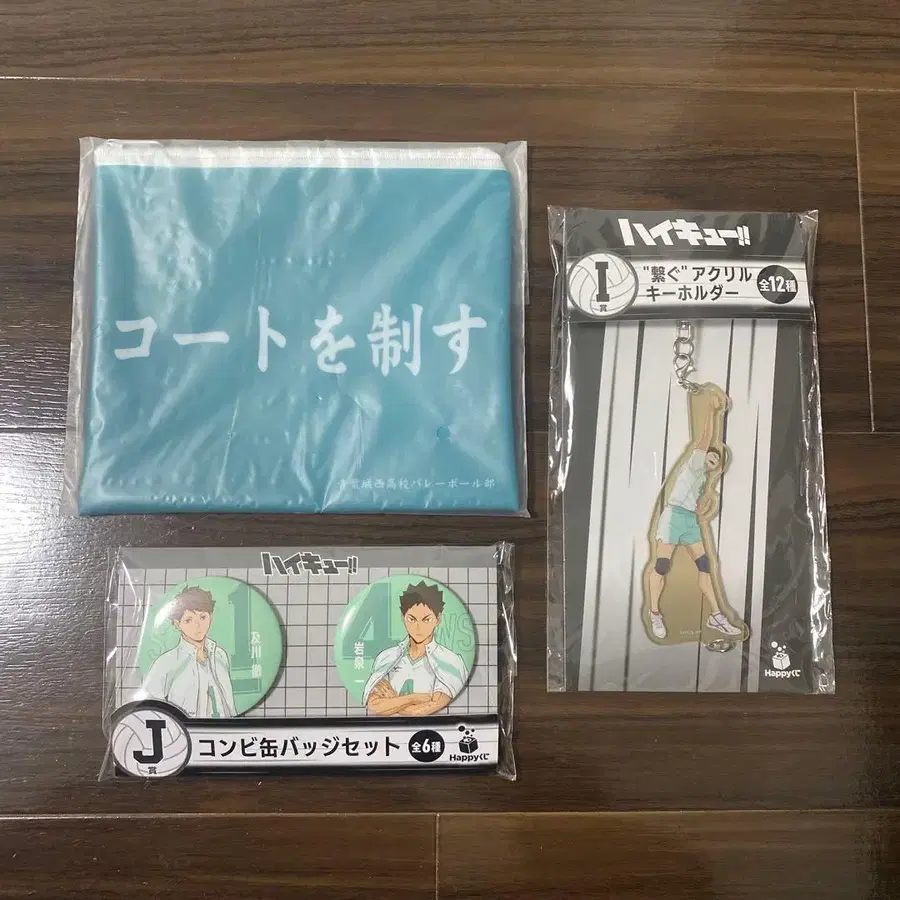 コートを制す
青葉城西高校バレーボール部
ハイキュー!!
I
賞
"繋ぐ"アクリル
キーホルダー
全12種
Happyくじ
ハイキュー!!
1
及川 徹
4
岩泉 一
J
賞
コンビ缶バッジセット
全6種
Happyくじ